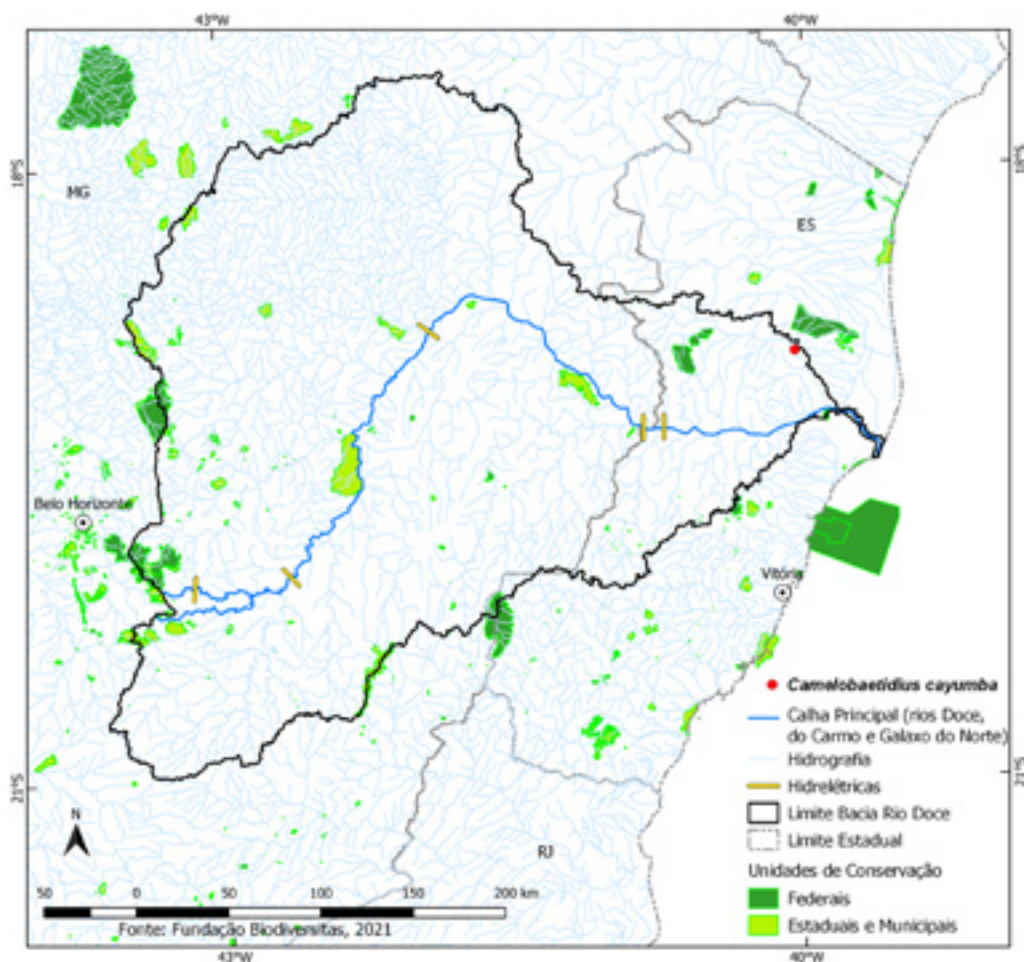 43°W
40°W
18°S
18°S
MG
ES
Belo Horizonte
Vitória
Camelobaetidius cayumba
Calha Principal (rios Doce,
do Carmo e Galaxo do Norte)
Hidrografia
Hidrelétricas
Limite Bacia Rio Doce
Limite Estadual
Unidades de Conservação
Federais
Estaduais e Municipais
21°S
21°S
N
RJ
50 0 50 100 150 200 km
Fonte: Fundação Biodiversitas, 2021
43°W
40°W